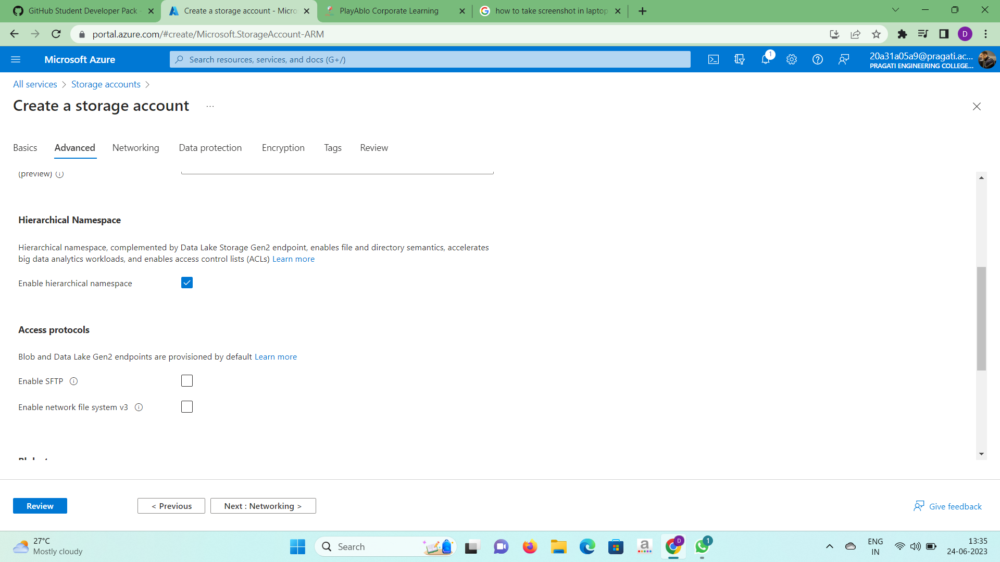 GitHub Student Developer Pack -
Create a storage account - Micro
PlayAblo Corporate Learning
how to take screenshot in laptop
portal.azure.com/#create/Microsoft.StorageAccount-ARM
D
Microsoft Azure
Search resources, services, and docs (G+/)
1
20a31a05a9@pragati.ac...
PRAGATI ENGINEERING COLLEGE...
All services > Storage accounts >
Create a storage account ...
Basics
Advanced
Networking
Data protection
Encryption
Tags
Review
(preview)
Hierarchical Namespace
Hierarchical namespace, complemented by Data Lake Storage Gen2 endpoint, enables file and directory semantics, accelerates
big data analytics workloads, and enables access control lists (ACLs) Learn more
Enable hierarchical namespace
Access protocols
Blob and Data Lake Gen2 endpoints are provisioned by default Learn more
Enable SFTP
Enable network file system v3
Review
< Previous
Next : Networking >
Give feedback
27°C
Mostly cloudy
Search
a
D
1
ENG
IN
13:35
24-06-2023